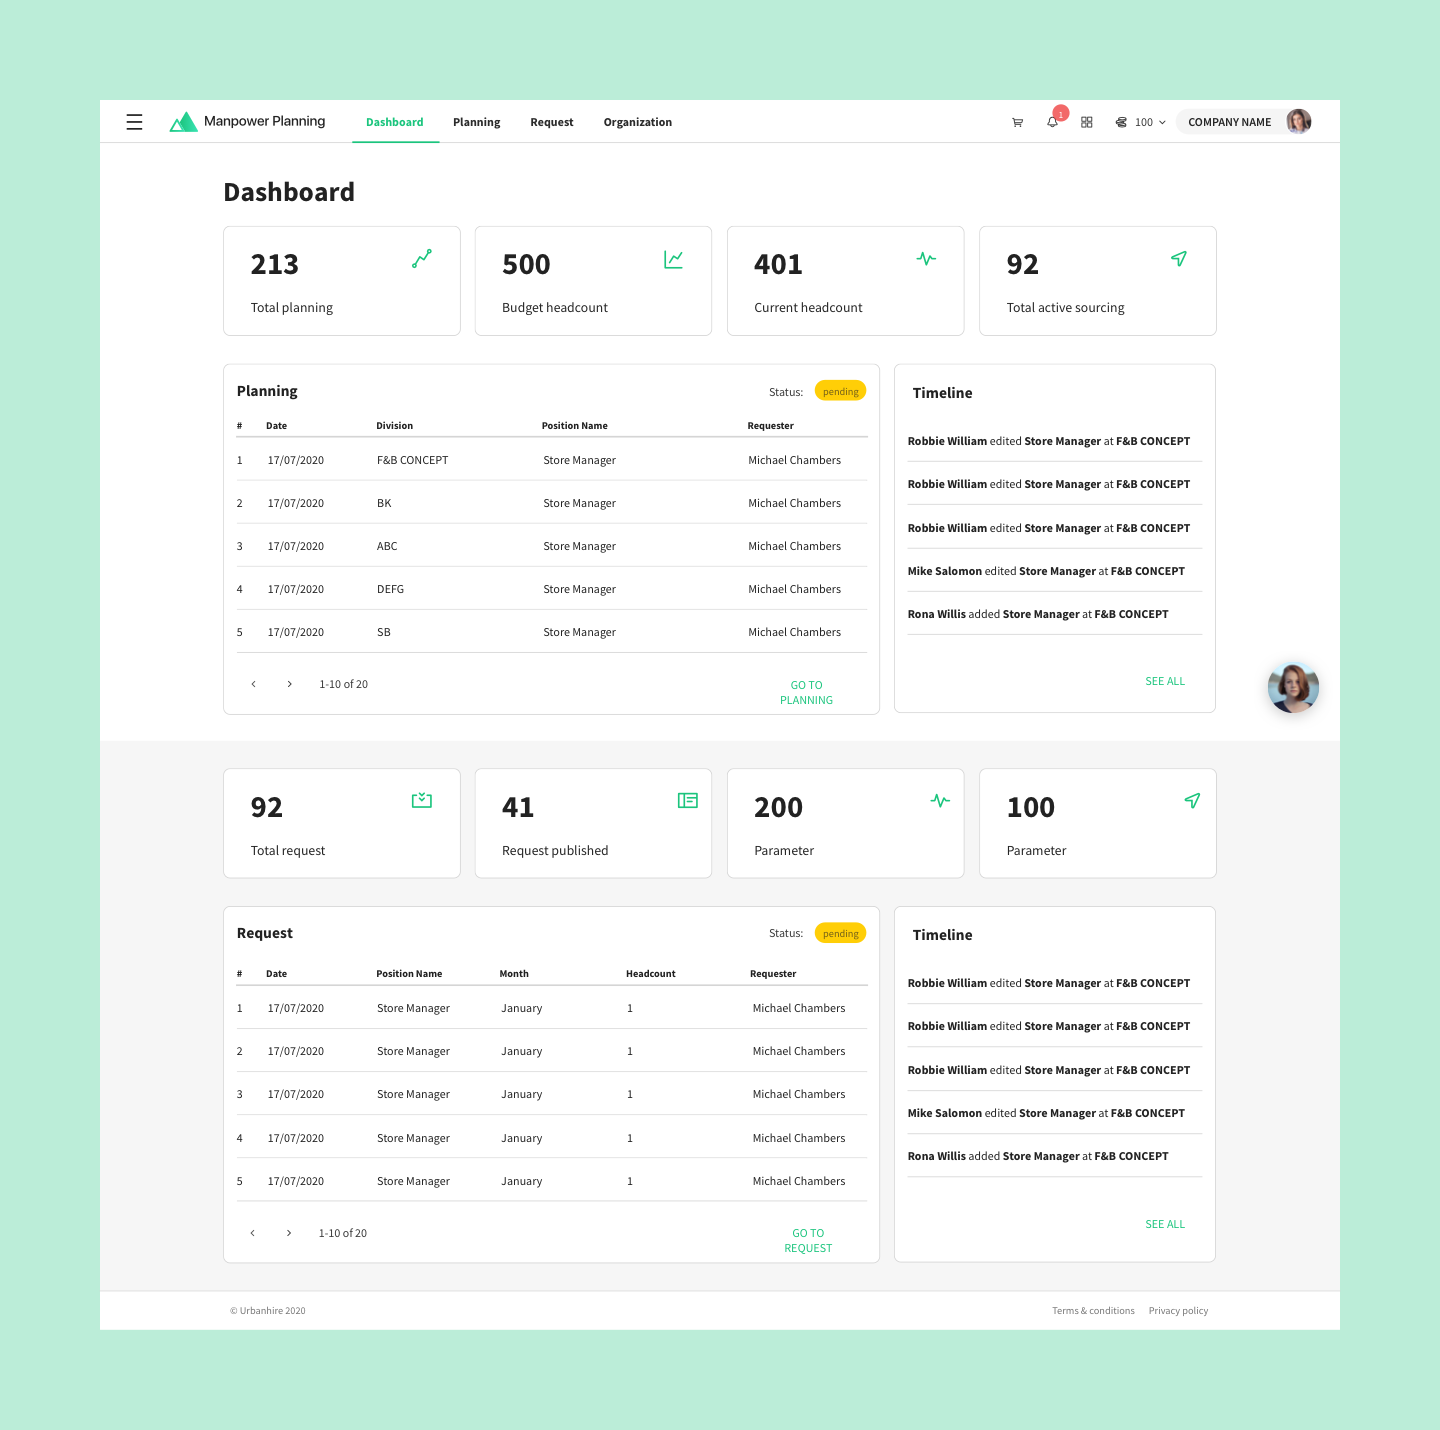 Manpower Planning Dashboard Planning Request Organization 1 100 COMPANY NAME
Dashboard
213 500 401 92
Total planning Budget headcount Current headcount Total active sourcing
Planning Status: pending
# Date Division Position Name Requester
1 17/07/2020 F&B CONCEPT Store Manager Michael Chambers
2 17/07/2020 BK Store Manager Michael Chambers
3 17/07/2020 ABC Store Manager Michael Chambers
4 17/07/2020 DEFG Store Manager Michael Chambers
5 17/07/2020 SB Store Manager Michael Chambers
1-10 of 20
GO TO
PLANNING
Timeline
Robbie William edited Store Manager at F&B CONCEPT
Robbie William edited Store Manager at F&B CONCEPT
Robbie William edited Store Manager at F&B CONCEPT
Mike Salomon edited Store Manager at F&B CONCEPT
Rona Willis added Store Manager at F&B CONCEPT
SEE ALL
92 41 200 100
Total request Request published Parameter Parameter
Request Status: pending
# Date Position Name Month Headcount Requester
1 17/07/2020 Store Manager January 1 Michael Chambers
2 17/07/2020 Store Manager January 1 Michael Chambers
3 17/07/2020 Store Manager January 1 Michael Chambers
4 17/07/2020 Store Manager January 1 Michael Chambers
5 17/07/2020 Store Manager January 1 Michael Chambers
1-10 of 20
GO TO
REQUEST
Timeline
Robbie William edited Store Manager at F&B CONCEPT
Robbie William edited Store Manager at F&B CONCEPT
Robbie William edited Store Manager at F&B CONCEPT
Mike Salomon edited Store Manager at F&B CONCEPT
Rona Willis added Store Manager at F&B CONCEPT
SEE ALL
© Urbanhire 2020 Terms & conditions Privacy policy